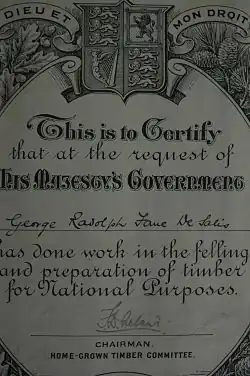 DIEU ET MON DROIT
This is to Certify
that at the request of
His Majesty's Government
George Rodolph Fane De Salis
has done work in the felling
and preparation of timber
for National Purposes.
CHAIRMAN.
HOME-GROWN TIMBER COMMITTEE.